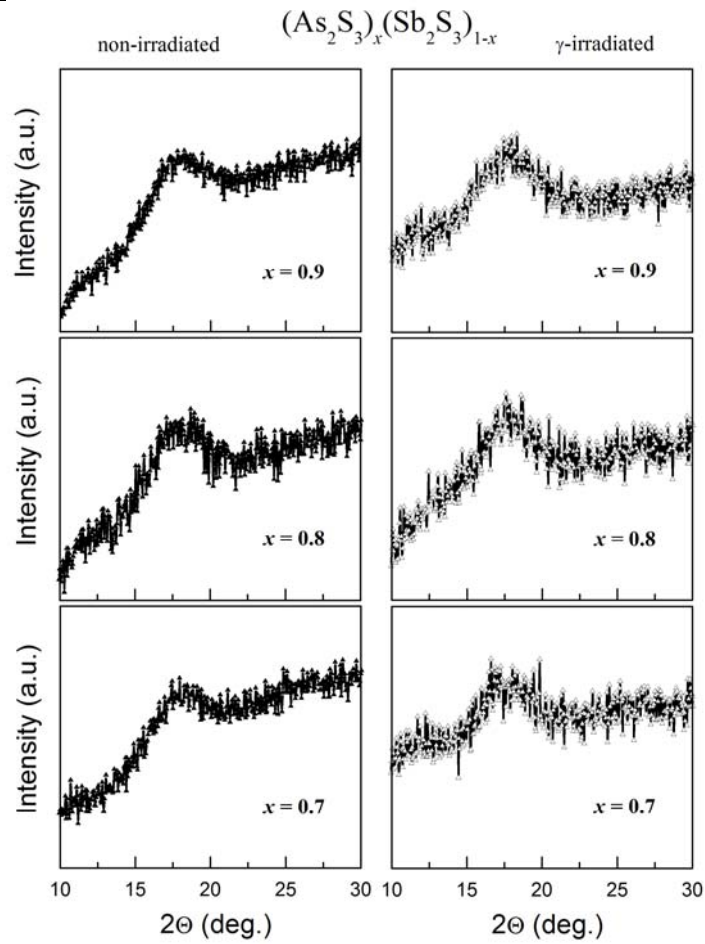 (As₂S₃)ₓ(Sb₂S₃)₁₋ₓ
non-irradiated γ-irradiated
Intensity (a.u.)
x = 0.9 x = 0.9
Intensity (a.u.)
x = 0.8 x = 0.8
Intensity (a.u.)
x = 0.7 x = 0.7
10 15 20 25 30 10 15 20 25 30
2Θ (deg.) 2Θ (deg.)